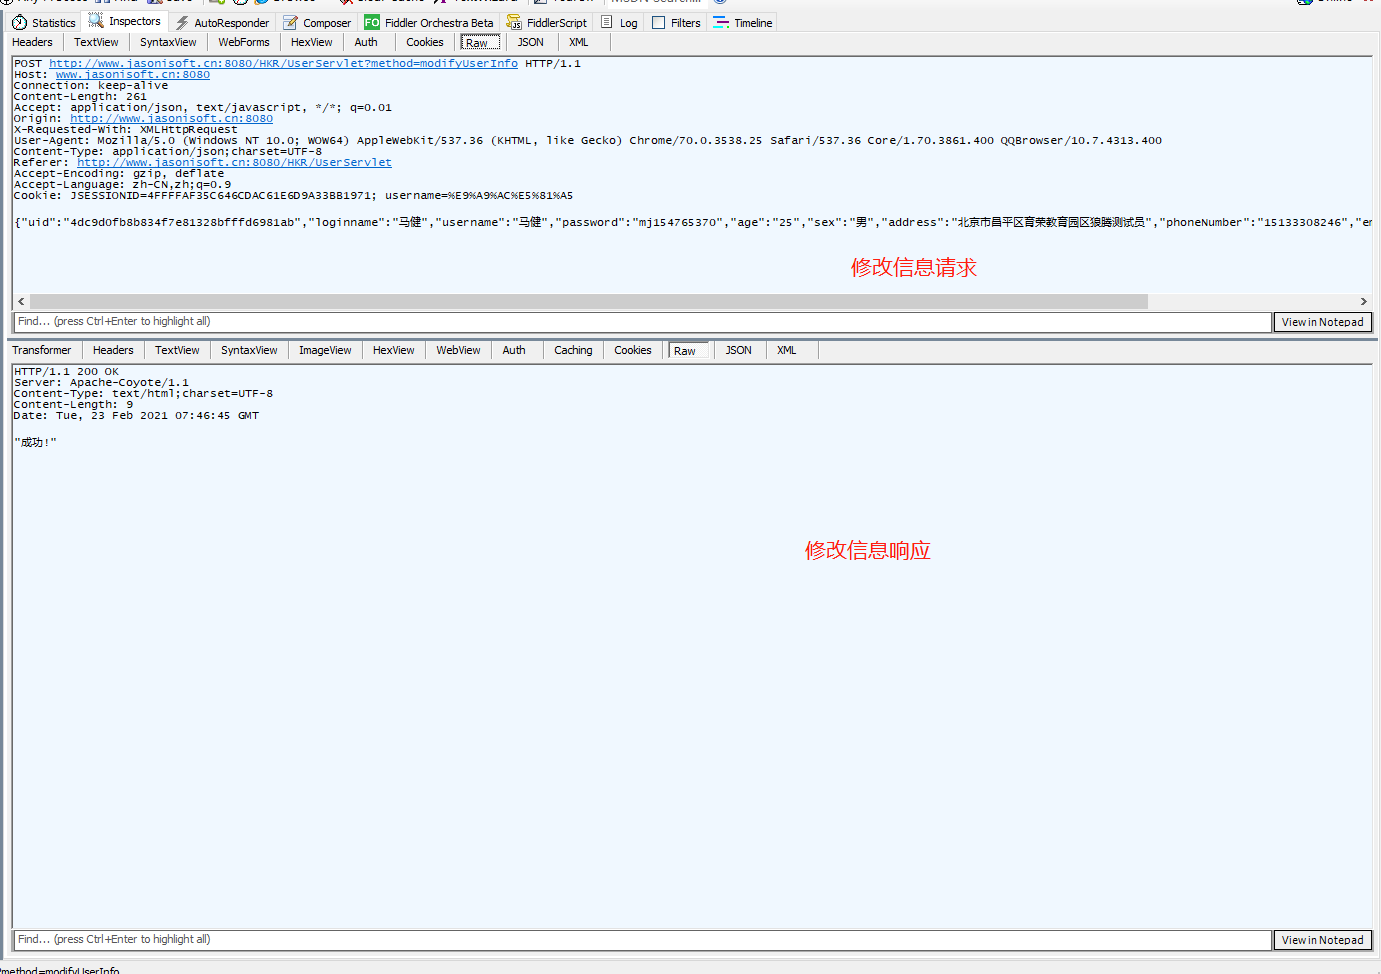 Statistics Inspectors AutoResponder Composer FO Fiddler Orchestra Beta FiddlerScript Log Filters Timeline
Headers TextView SyntaxView WebForms HexView Auth Cookies Raw JSON XML
POST http://www.jasonisoft.cn:8080/HKR/UserServlet?method=modifyUserInfo HTTP/1.1
Host: www.jasonisoft.cn:8080
Connection: keep-alive
Content-Length: 261
Accept: application/json, text/javascript, */*; q=0.01
Origin: http://www.jasonisoft.cn:8080
X-Requested-With: XMLHttpRequest
User-Agent: Mozilla/5.0 (Windows NT 10.0; WOW64) AppleWebKit/537.36 (KHTML, like Gecko) Chrome/70.0.3538.25 Safari/537.36 Core/1.70.3861.400 QQBrowser/10.7.4313.400
Content-Type: application/json;charset=UTF-8
Referer: http://www.jasonisoft.cn:8080/HKR/UserServlet
Accept-Encoding: gzip, deflate
Accept-Language: zh-CN,zh;q=0.9
Cookie: JSESSIONID=4FFFFAF35C646CDAC61E6D9A33BB1971; username=%E9%A9%AC%E5%81%A5
{"uid":"4dc9d0fb8b834f7e81328bfffd6981ab","loginname":"马健","username":"马健","password":"mj154765370","age":"25","sex":"男","address":"北京市昌平区育荣教育园区狼腾测试员","phoneNumber":"15133308246","er
修改信息请求
Find... (press Ctrl+Enter to highlight all) View in Notepad
Transformer Headers TextView SyntaxView ImageView HexView WebView Auth Caching Cookies Raw JSON XML
HTTP/1.1 200 OK
Server: Apache-Coyote/1.1
Content-Type: text/html;charset=UTF-8
Content-Length: 9
Date: Tue, 23 Feb 2021 07:46:45 GMT
"成功!"
修改信息响应
Find... (press Ctrl+Enter to highlight all) View in Notepad
?method=modifyUserInfo